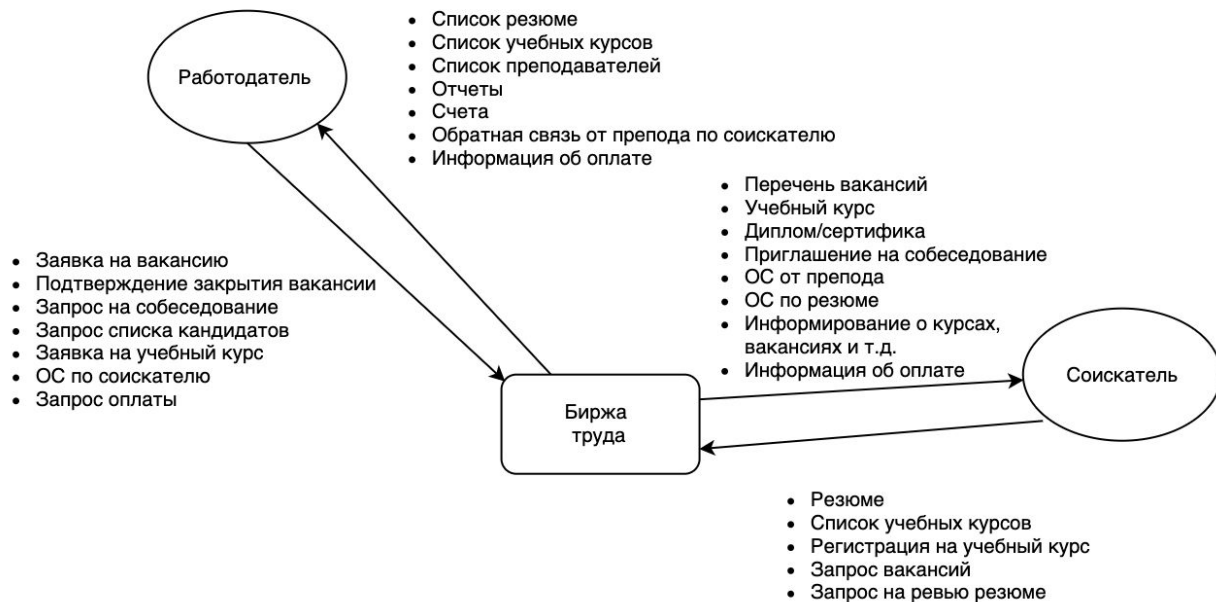 Работодатель
• Список резюме
• Список учебных курсов
• Список преподавателей
• Отчеты
• Счета
• Обратная связь от препода по соискателю
• Информация об оплате
• Заявка на вакансию
• Подтверждение закрытия вакансии
• Запрос на собеседование
• Запрос списка кандидатов
• Заявка на учебный курс
• ОС по соискателю
• Запрос оплаты
• Перечень вакансий
• Учебный курс
• Диплом/сертифика
• Приглашение на собеседование
• ОС от препода
• ОС по резюме
• Информирование о курсах,
вакансиях и т.д.
• Информация об оплате
Соискатель
Биржа
труда
• Резюме
• Список учебных курсов
• Регистрация на учебный курс
• Запрос вакансий
• Запрос на ревью резюме